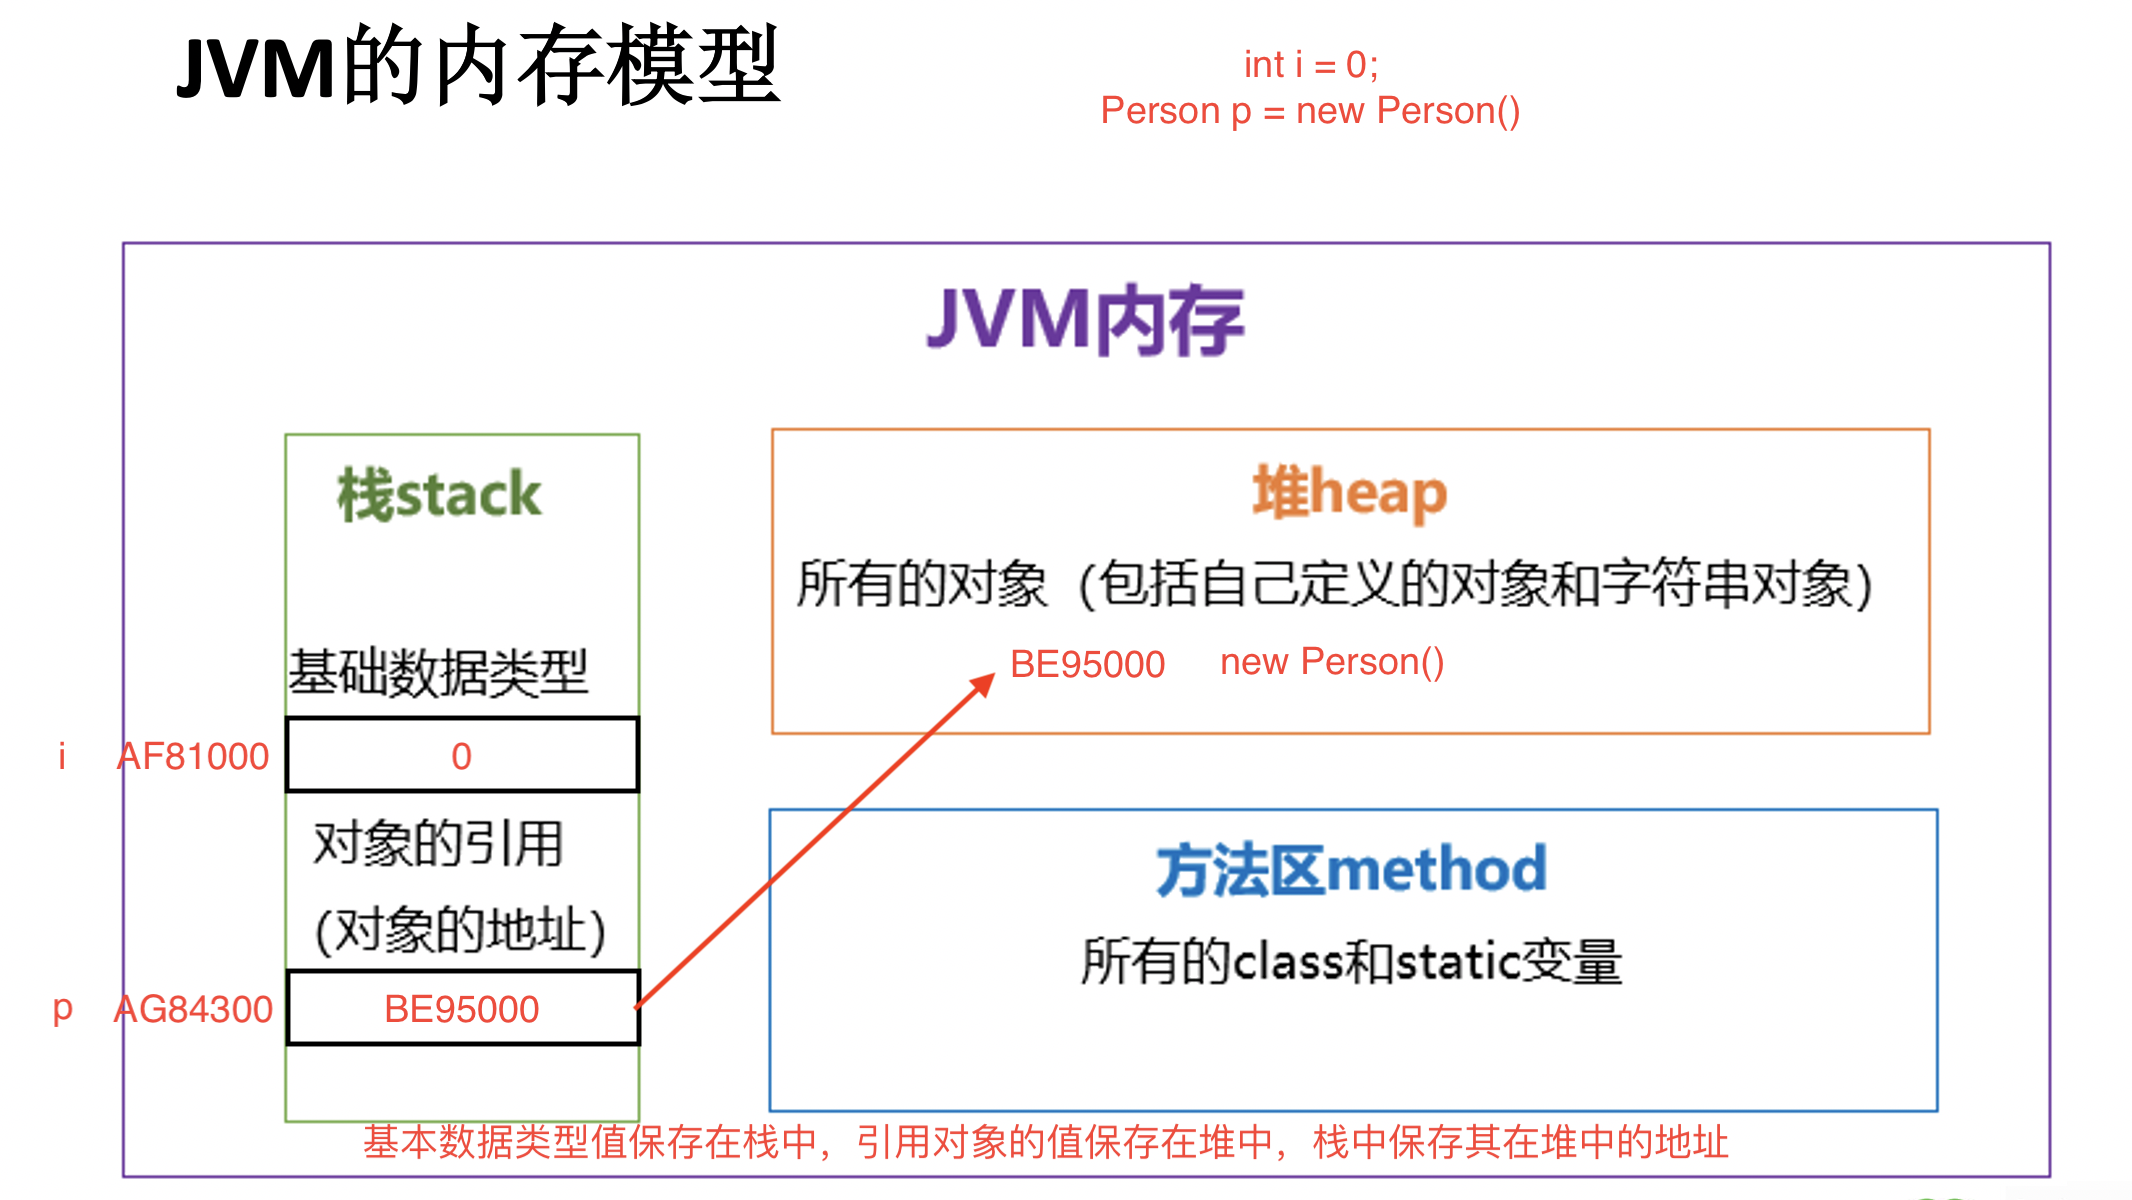 JVM的内存模型
int i = 0;
Person p = new Person()
JVM内存
栈stack
基础数据类型
i AF81000 0
对象的引用
(对象的地址)
p AG84300 BE95000
堆heap
所有的对象（包括自己定义的对象和字符串对象）
BE95000 new Person()
方法区method
所有的class和static变量
基本数据类型值保存在栈中，引用对象的值保存在堆中，栈中保存其在堆中的地址